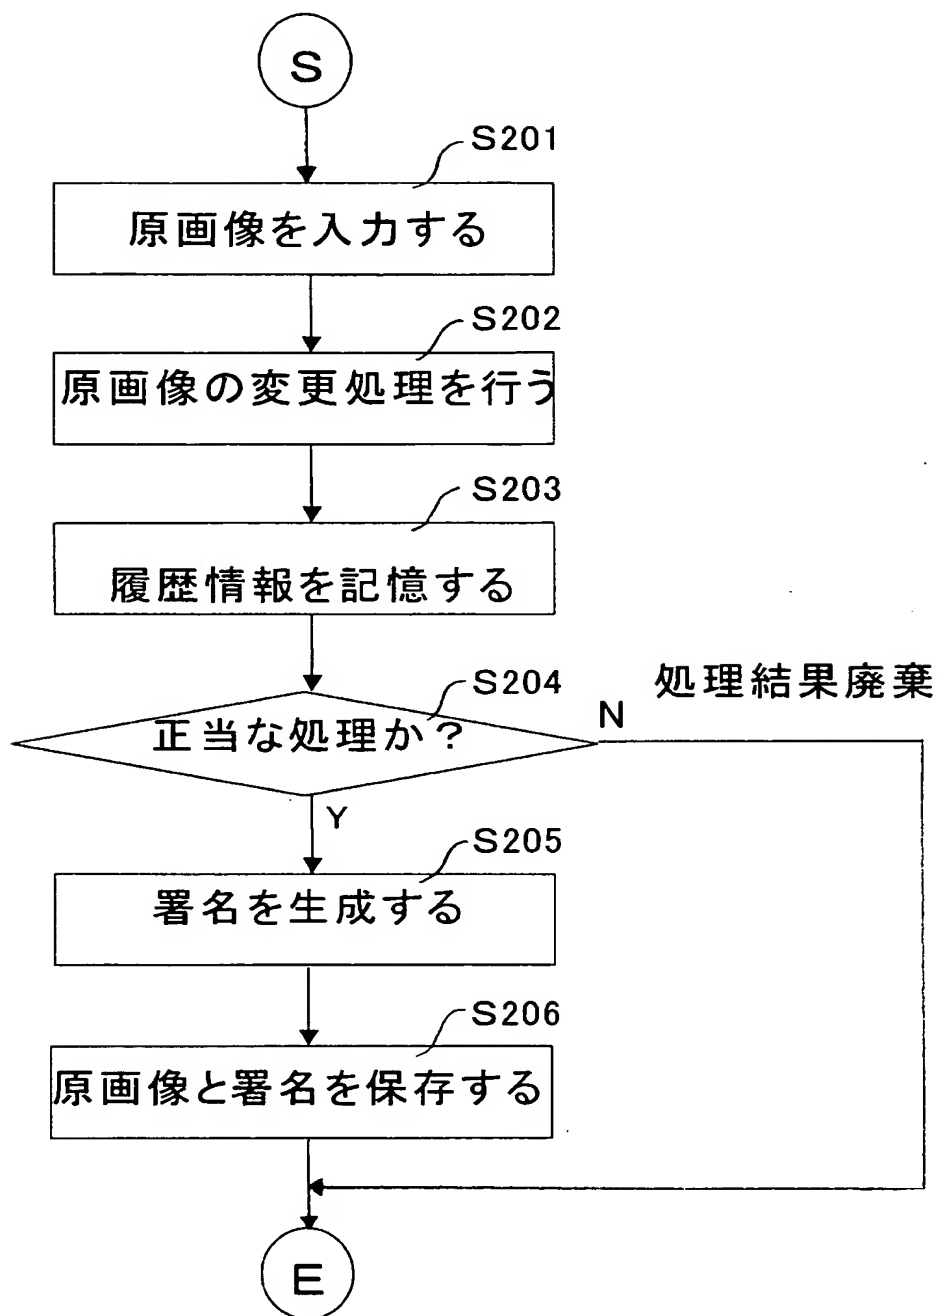 S
S201
原画像を入力する
S202
原画像の変更処理を行う
S203
履歴情報を記憶する
S204
正当な処理か?
N
処理結果廃棄
Y
S205
署名を生成する
S206
原画像と署名を保存する
E